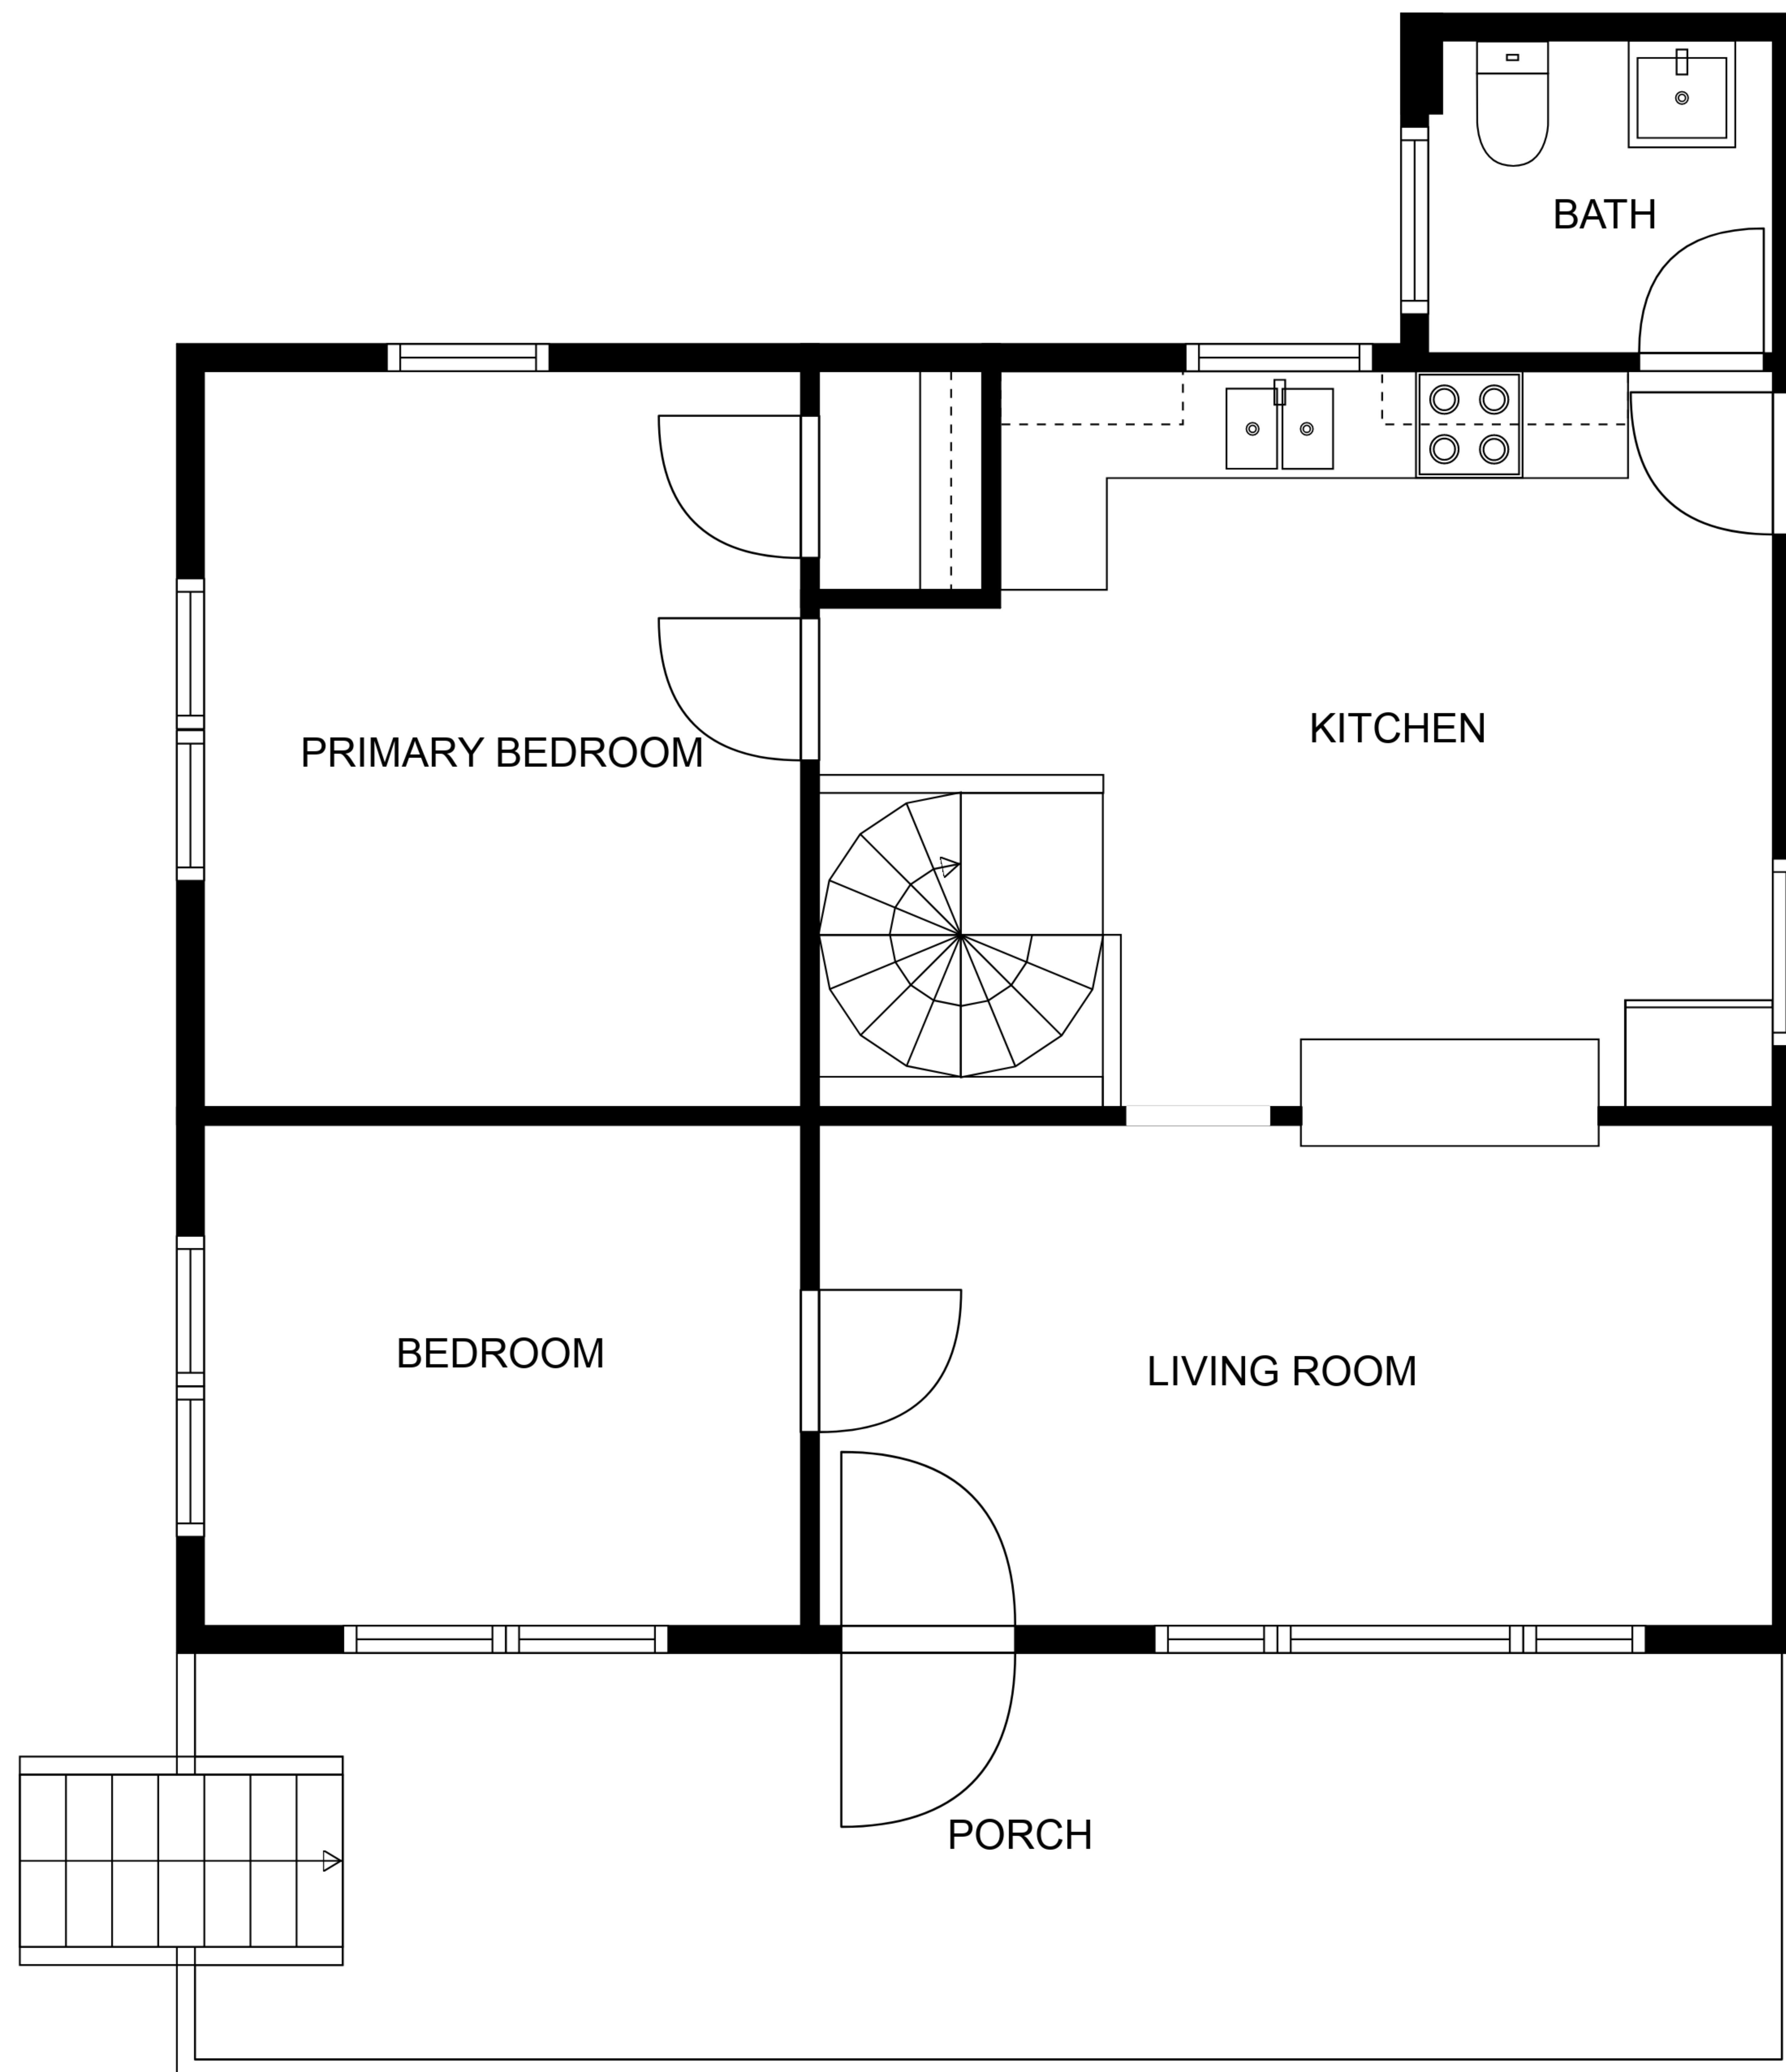 BATH
KITCHEN
PRIMARY BEDROOM
BEDROOM
LIVING ROOM
PORCH